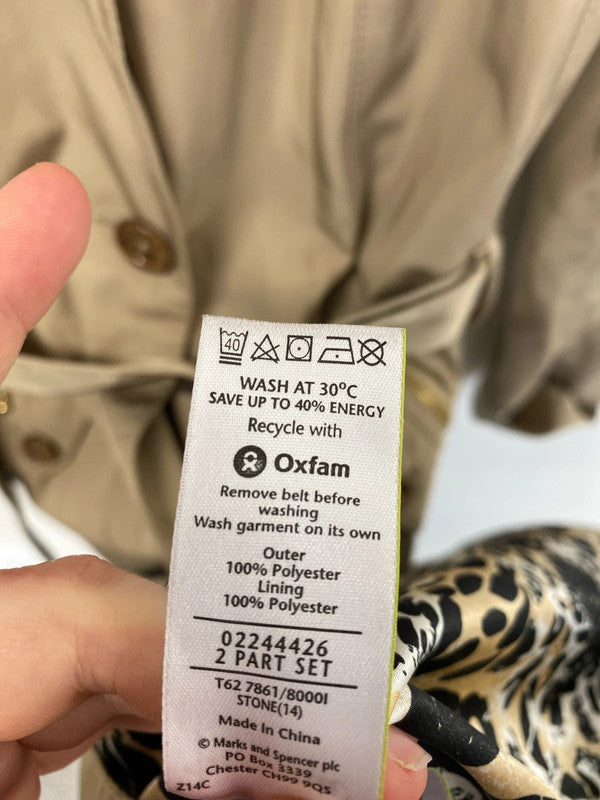 40
WASH AT 30°C
SAVE UP TO 40% ENERGY
Recycle with
Oxfam
Remove belt before
washing
Wash garment on its own
Outer
100% Polyester
Lining
100% Polyester
02244426
2 PART SET
T62 7861/8000I
STONE(14)
Made In China
© Marks and Spencer plc
PO Box 3339
Chester CH99 9QS
Z14C